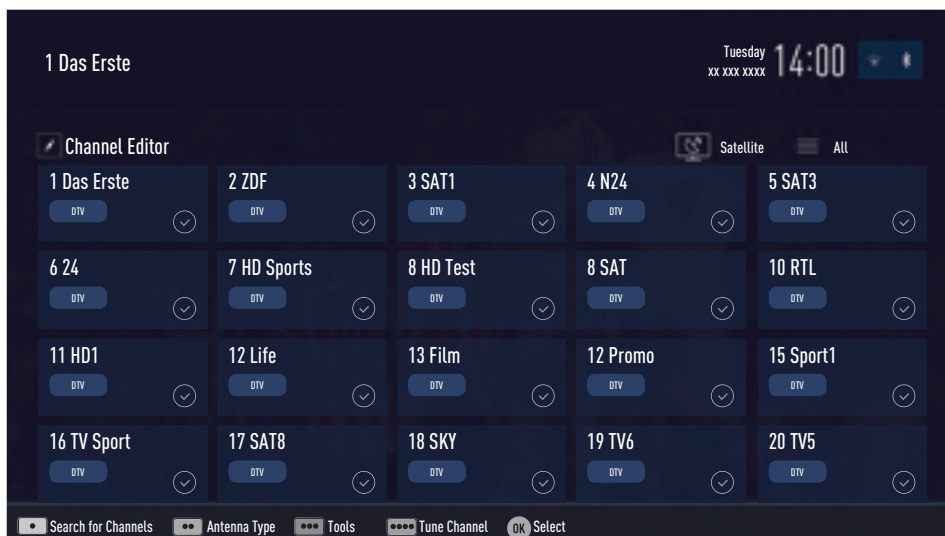 1 Das Erste
Tuesday
xx xxx xxxx
14:00
Channel Editor
Satellite
All
1 Das Erste
2 ZDF
3 SAT1
4 N24
5 SAT3
DTV
DTV
DTV
DTV
DTV
6 24
7 HD Sports
8 HD Test
8 SAT
10 RTL
DTV
DTV
DTV
DTV
DTV
11 HD1
12 Life
13 Film
12 Promo
15 Sport1
DTV
DTV
DTV
DTV
DTV
16 TV Sport
17 SAT8
18 SKY
19 TV6
20 TV5
DTV
DTV
DTV
DTV
DTV
Search for Channels
Antenna Type
Tools
Tune Channel
OK Select